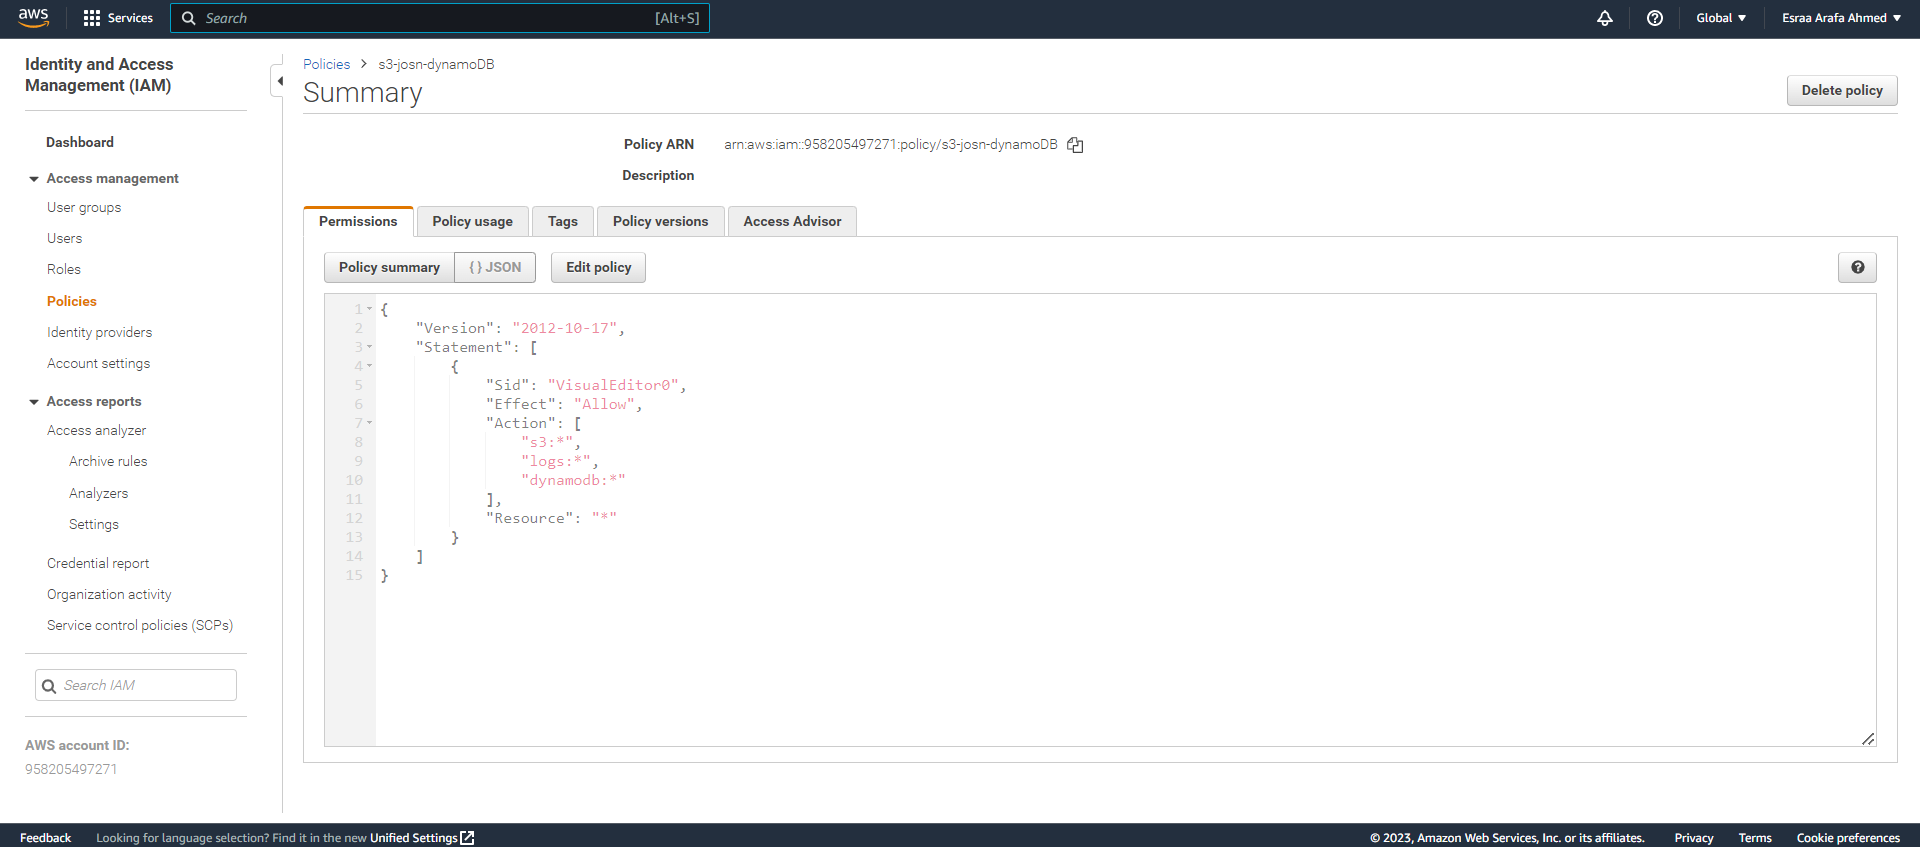 aws
Services
Search
[Alt+S]
Global
Esraa Arafa Ahmed
Identity and Access
Management (IAM)
Dashboard
Access management
User groups
Users
Roles
Policies
Identity providers
Account settings
Access reports
Access analyzer
Archive rules
Analyzers
Settings
Credential report
Organization activity
Service control policies (SCPs)
Search IAM
AWS account ID:
958205497271
Policies > s3-josn-dynamoDB
Summary
Delete policy
Policy ARN arn:aws:iam::958205497271:policy/s3-josn-dynamoDB
Description
Permissions
Policy usage
Tags
Policy versions
Access Advisor
Policy summary
{ } JSON
Edit policy
1 {
2 "Version": "2012-10-17",
3 "Statement": [
4 {
5 "Sid": "VisualEditor0",
6 "Effect": "Allow",
7 "Action": [
8 "s3:*",
9 "logs:*",
10 "dynamodb:*"
11 ],
12 "Resource": "*"
13 }
14 ]
15 }
Feedback
Looking for language selection? Find it in the new Unified Settings
© 2023, Amazon Web Services, Inc. or its affiliates.
Privacy
Terms
Cookie preferences